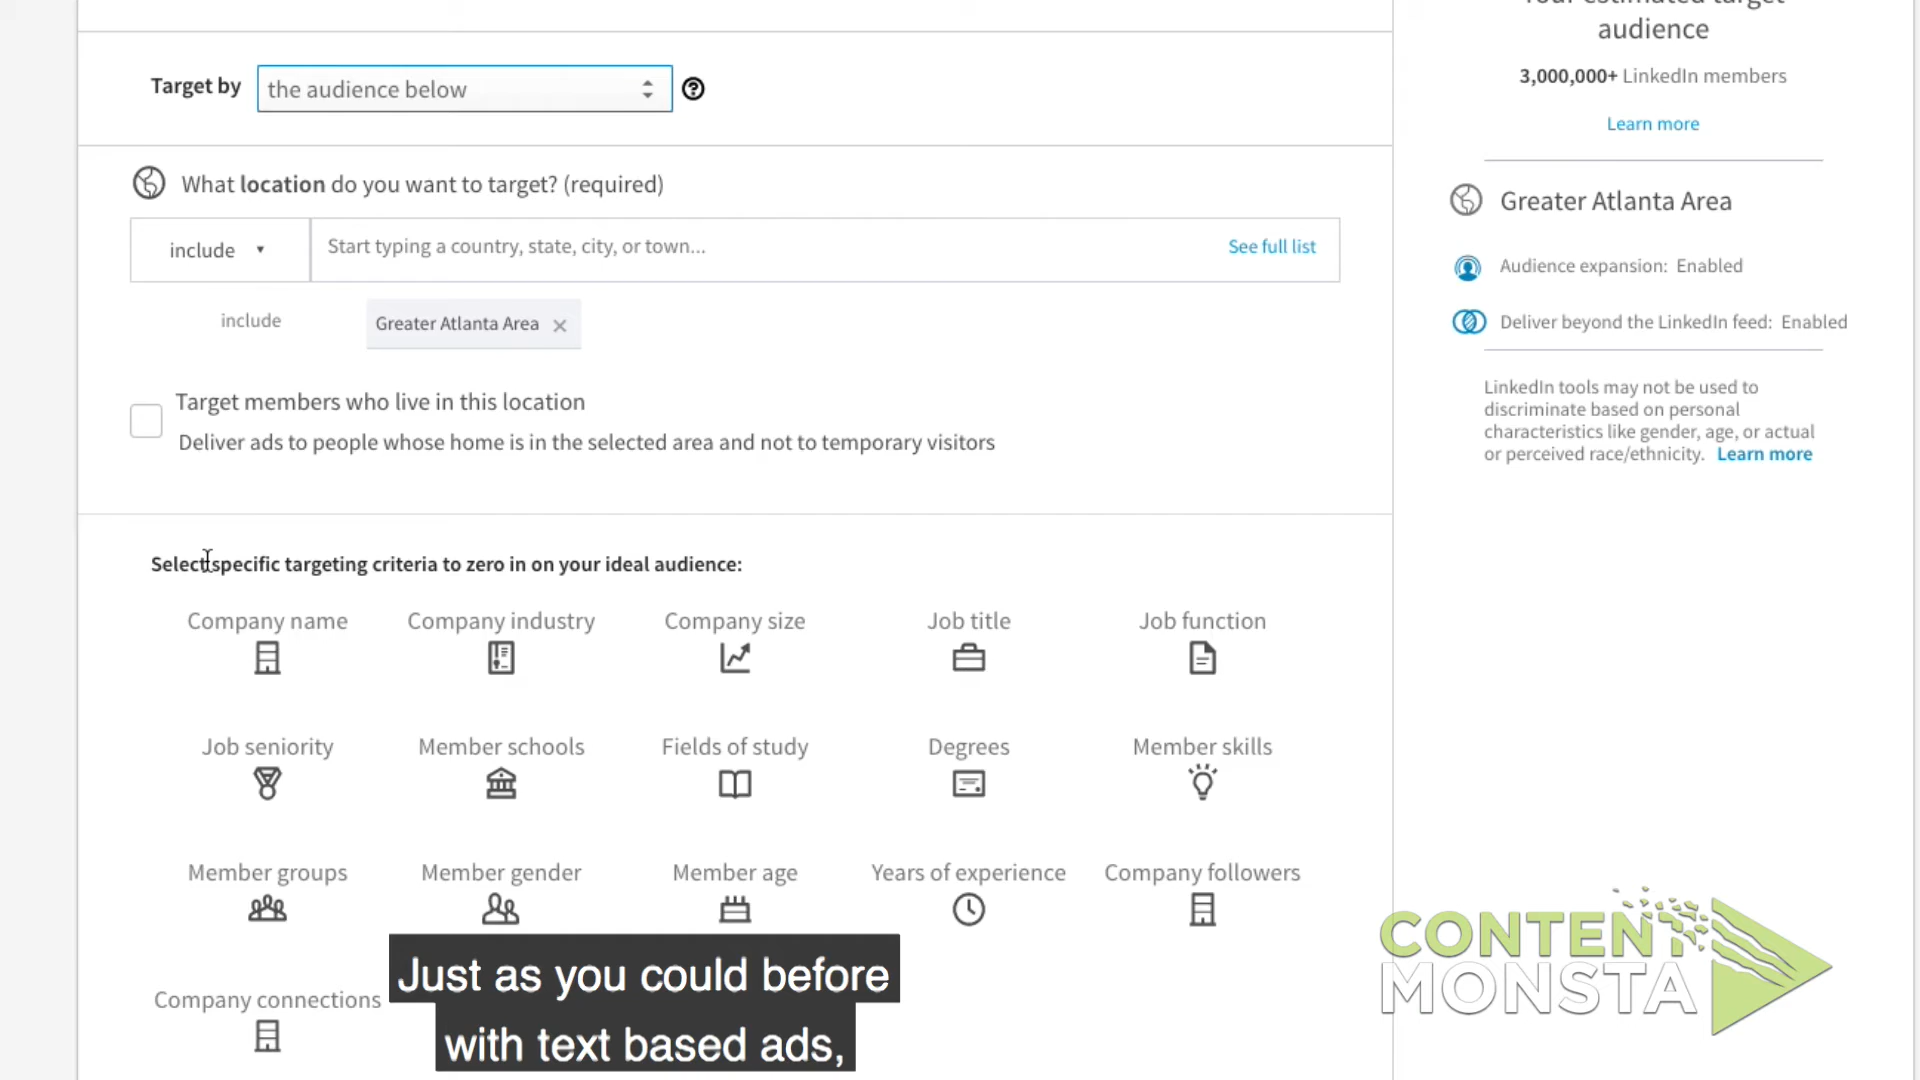 Your estimated target
audience
3,000,000+ LinkedIn members
Learn more
Target by the audience below
What location do you want to target? (required)
include Start typing a country, state, city, or town... See full list
include Greater Atlanta Area
Target members who live in this location
Deliver ads to people whose home is in the selected area and not to temporary visitors
Greater Atlanta Area
Audience expansion: Enabled
Deliver beyond the LinkedIn feed: Enabled
LinkedIn tools may not be used to
discriminate based on personal
characteristics like gender, age, or actual
or perceived race/ethnicity. Learn more
Select specific targeting criteria to zero in on your ideal audience:
Company name Company industry Company size Job title Job function
Job seniority Member schools Fields of study Degrees Member skills
Member groups Member gender Member age Years of experience Company followers
Company connections
Just as you could before
with text based ads,
CONTENT
MONSTA